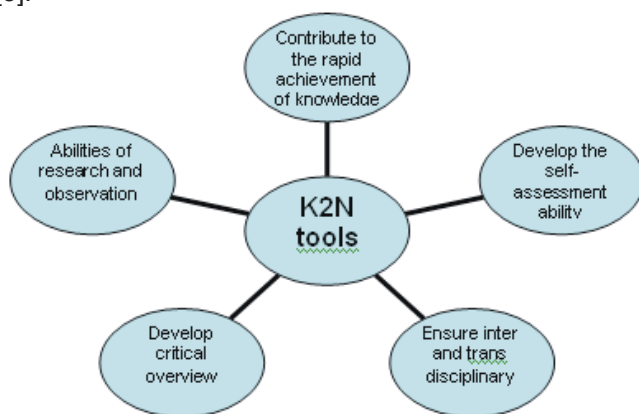 Contribute to
the rapid
achievement
of knowledge
Abilities of
research and
observation
Develop the
self-
assessment
ability
K2N
tools
Develop
critical
overview
Ensure inter
and trans
disciplinary